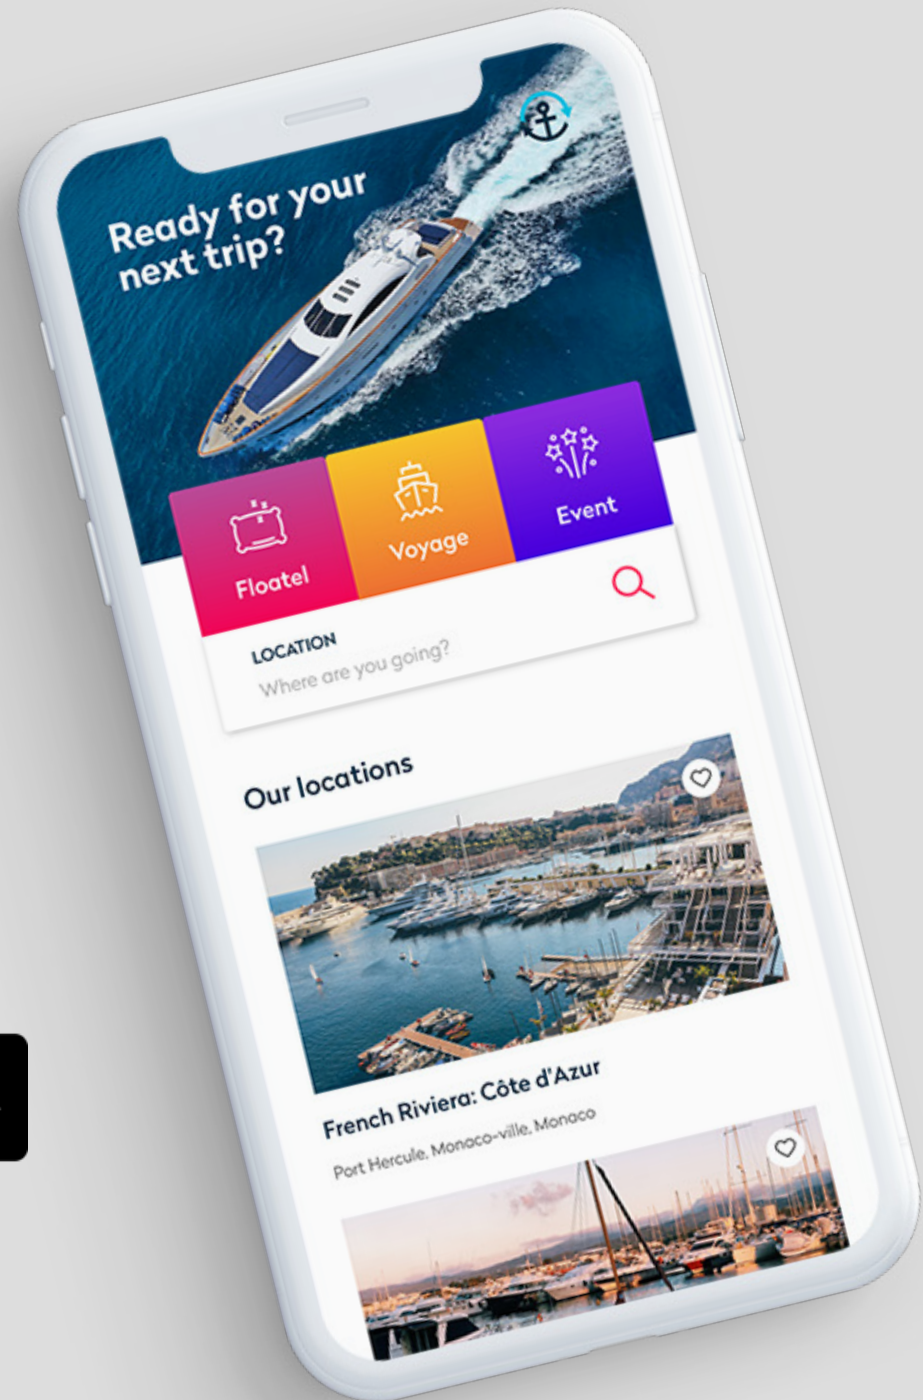 Ready for your
next trip?
Floatel
Voyage
Event
LOCATION
Where are you going?
Our locations
French Riviera: Côte d'Azur
Port Hercule, Monaco-ville, Monaco